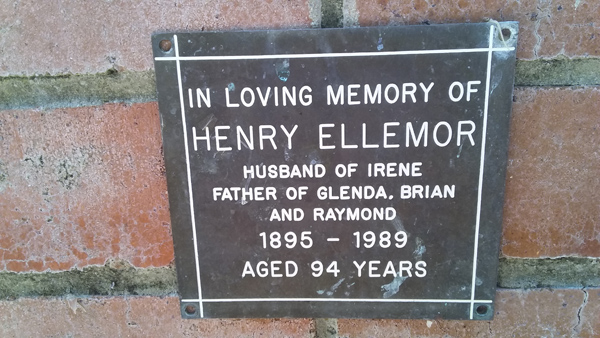 IN LOVING MEMORY OF
HENRY ELLEMOR
HUSBAND OF IRENE
FATHER OF GLENDA, BRIAN
AND RAYMOND
1895 – 1989
AGED 94 YEARS